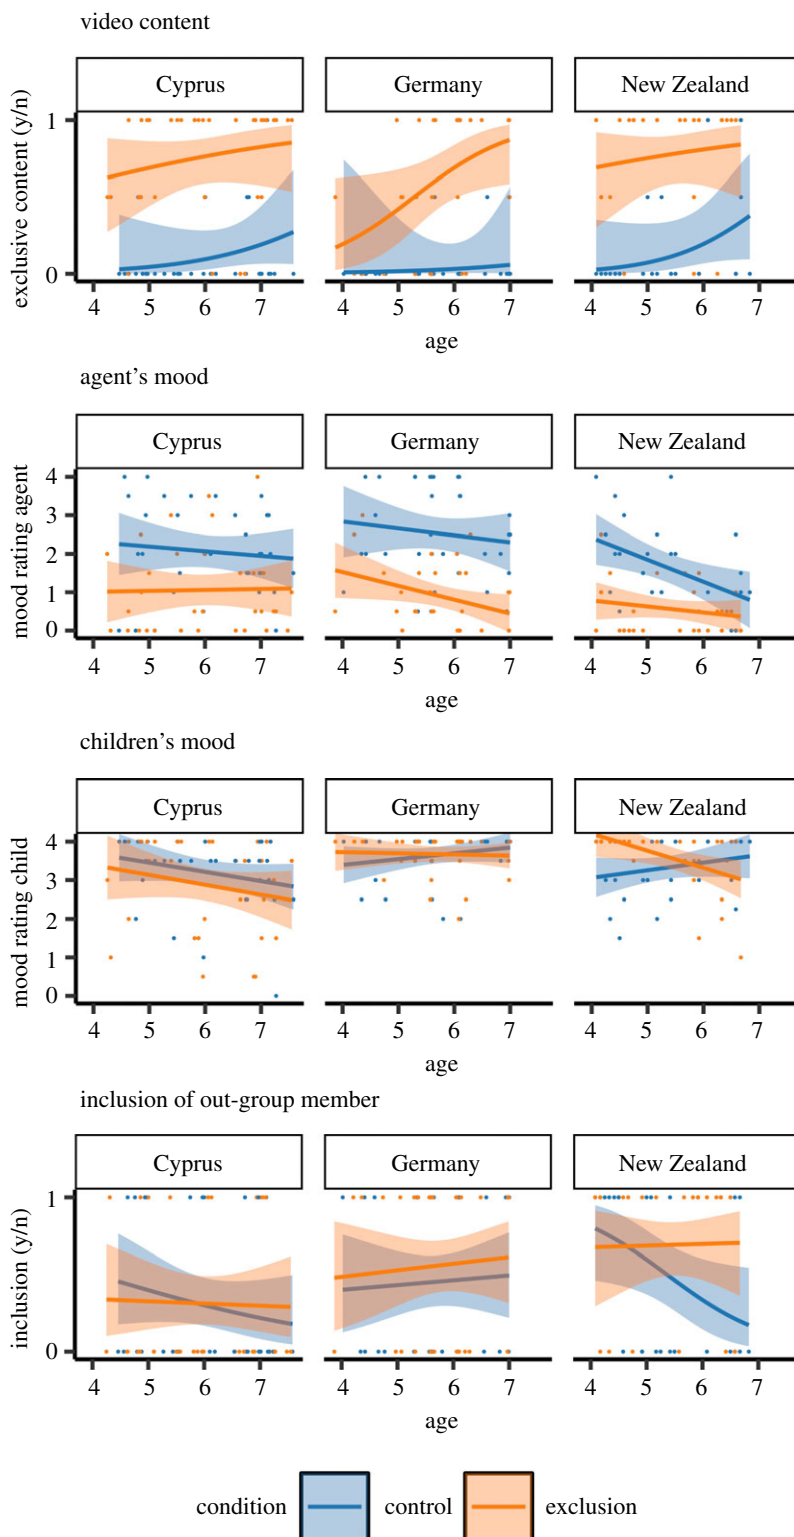 video content
Cyprus Germany New Zealand
exclusive content (y/n)
1
0
4 5 6 7 4 5 6 7 4 5 6 7
age
agent's mood
Cyprus Germany New Zealand
mood rating agent
4
3
2
1
0
4 5 6 7 4 5 6 7 4 5 6 7
age
children's mood
Cyprus Germany New Zealand
mood rating child
4
3
2
1
0
4 5 6 7 4 5 6 7 4 5 6 7
age
inclusion of out-group member
Cyprus Germany New Zealand
inclusion (y/n)
1
0
4 5 6 7 4 5 6 7 4 5 6 7
age
condition control exclusion